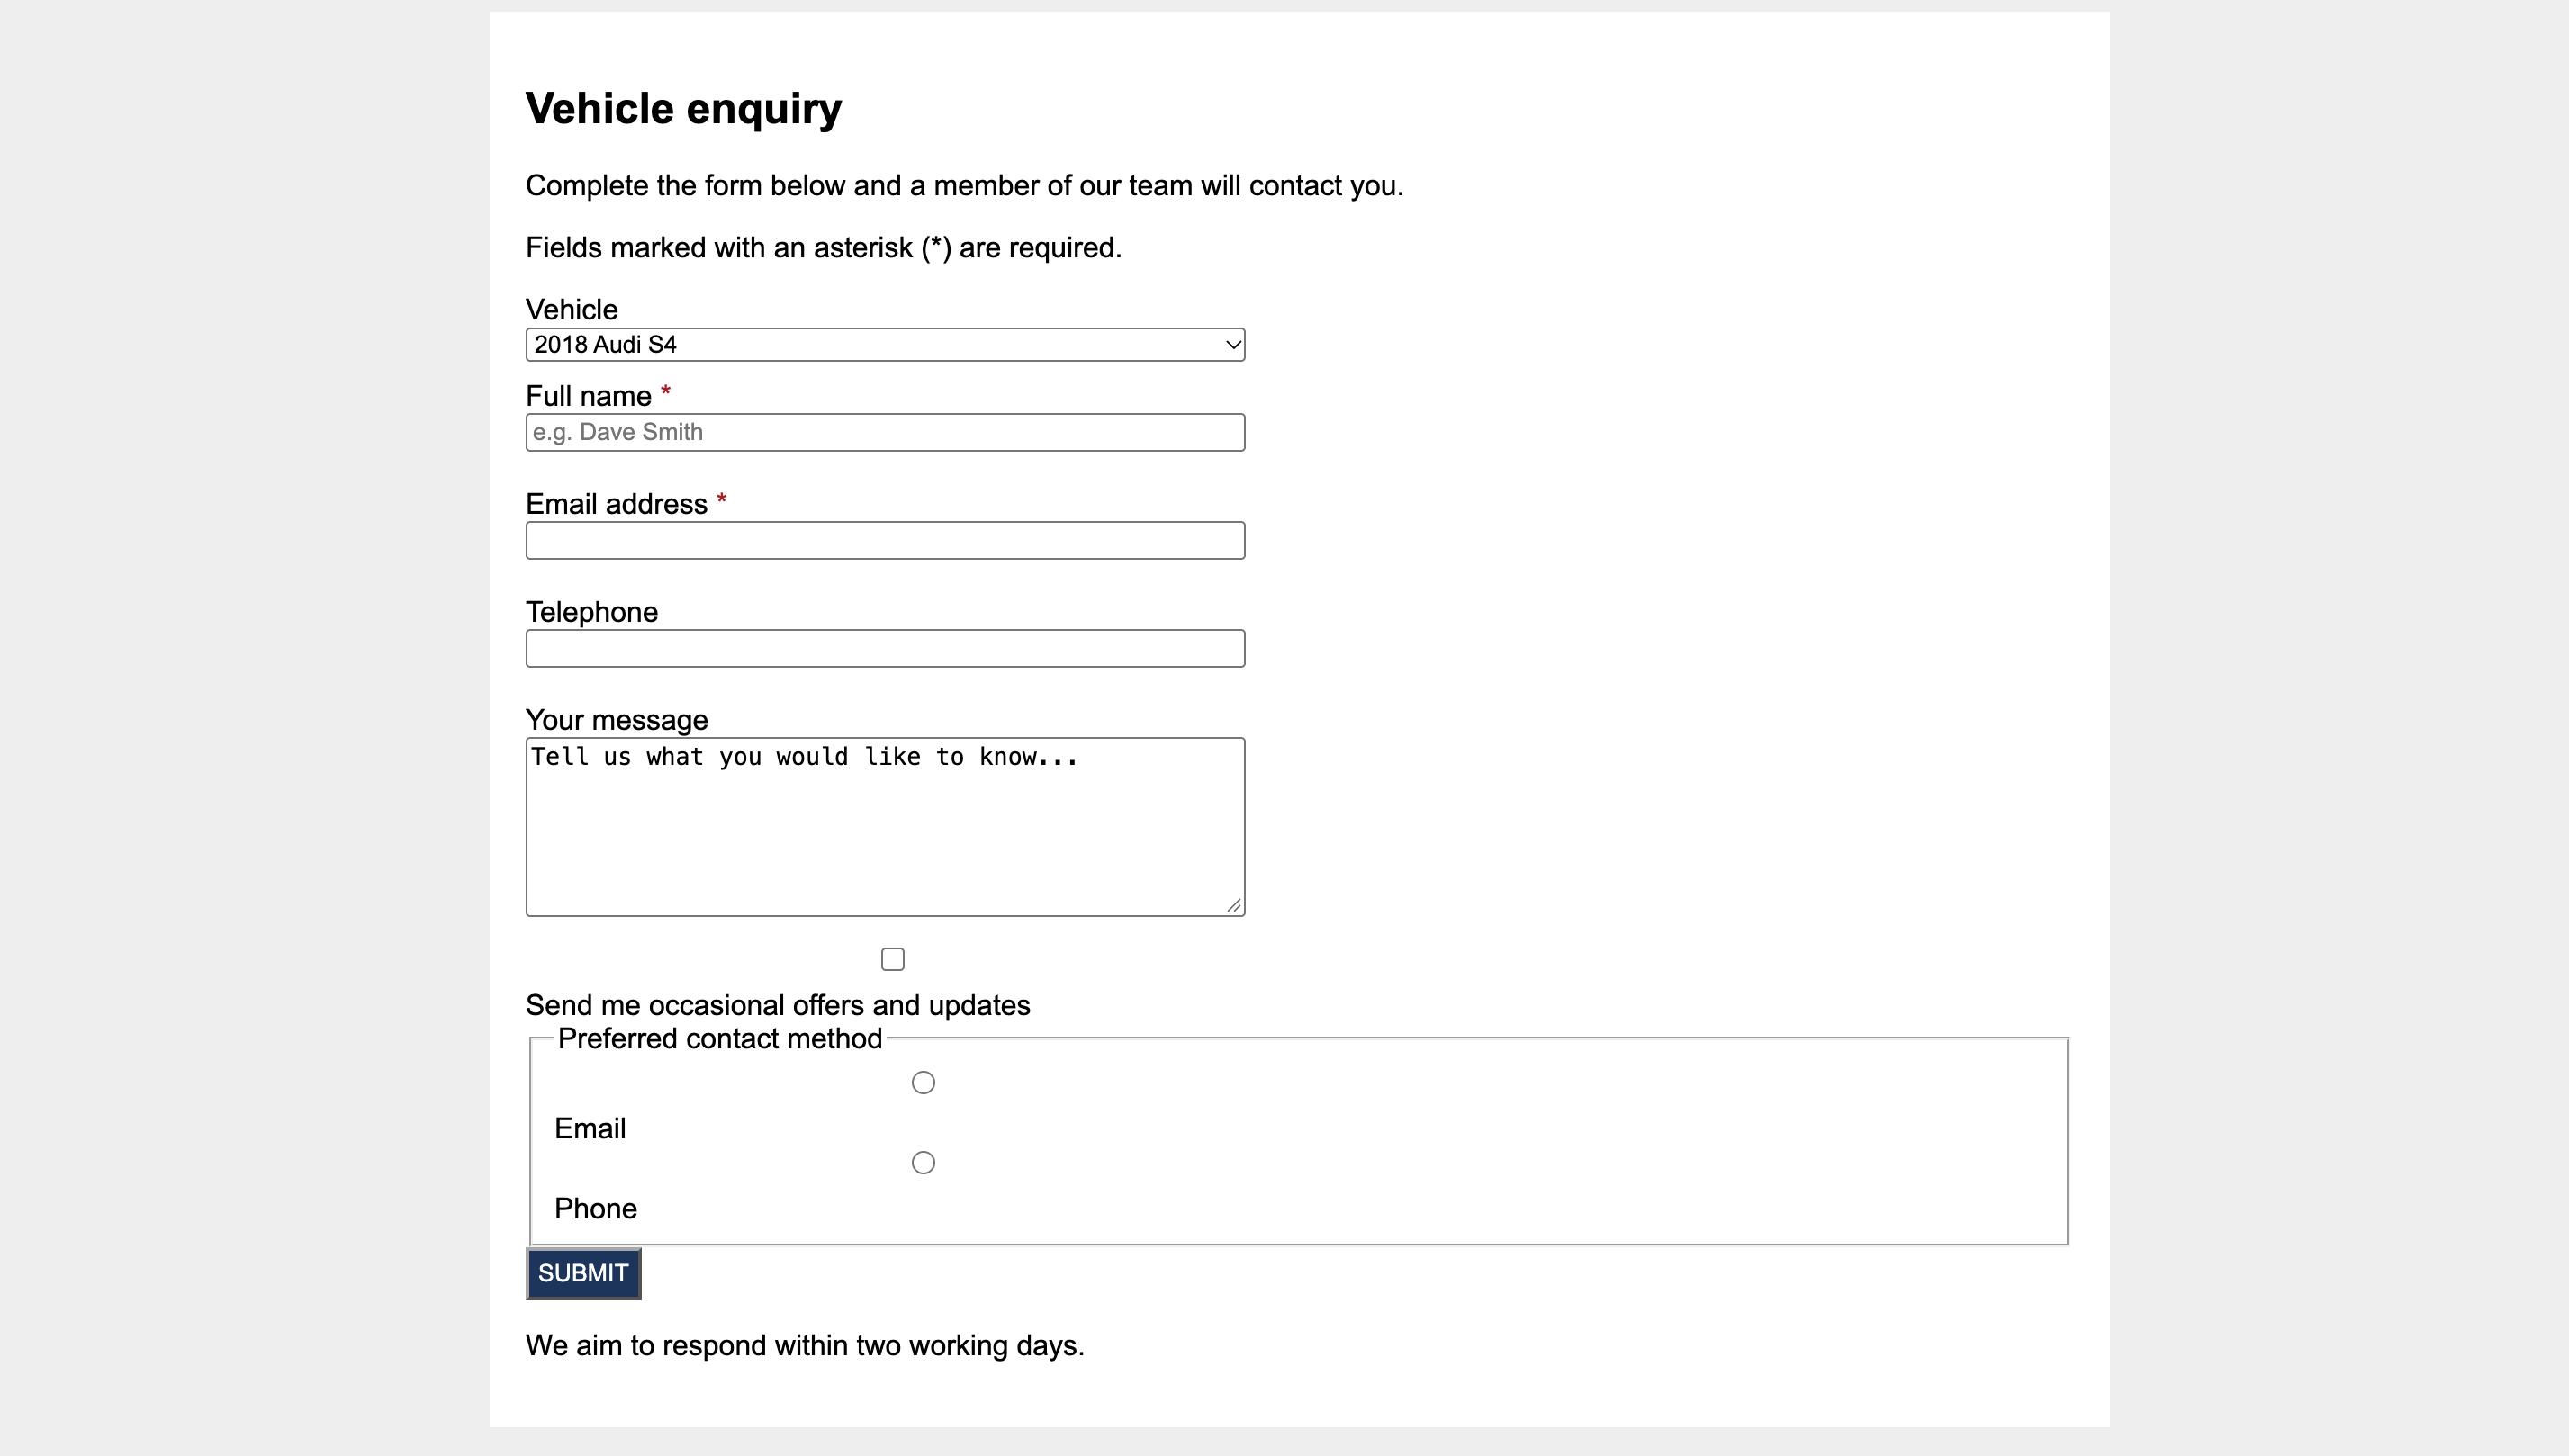 Vehicle enquiry
Complete the form below and a member of our team will contact you.
Fields marked with an asterisk (*) are required.
Vehicle
2018 Audi S4
Full name *
e.g. Dave Smith
Email address *
Telephone
Your message
Tell us what you would like to know...
Send me occasional offers and updates
Preferred contact method
Email
Phone
SUBMIT
We aim to respond within two working days.